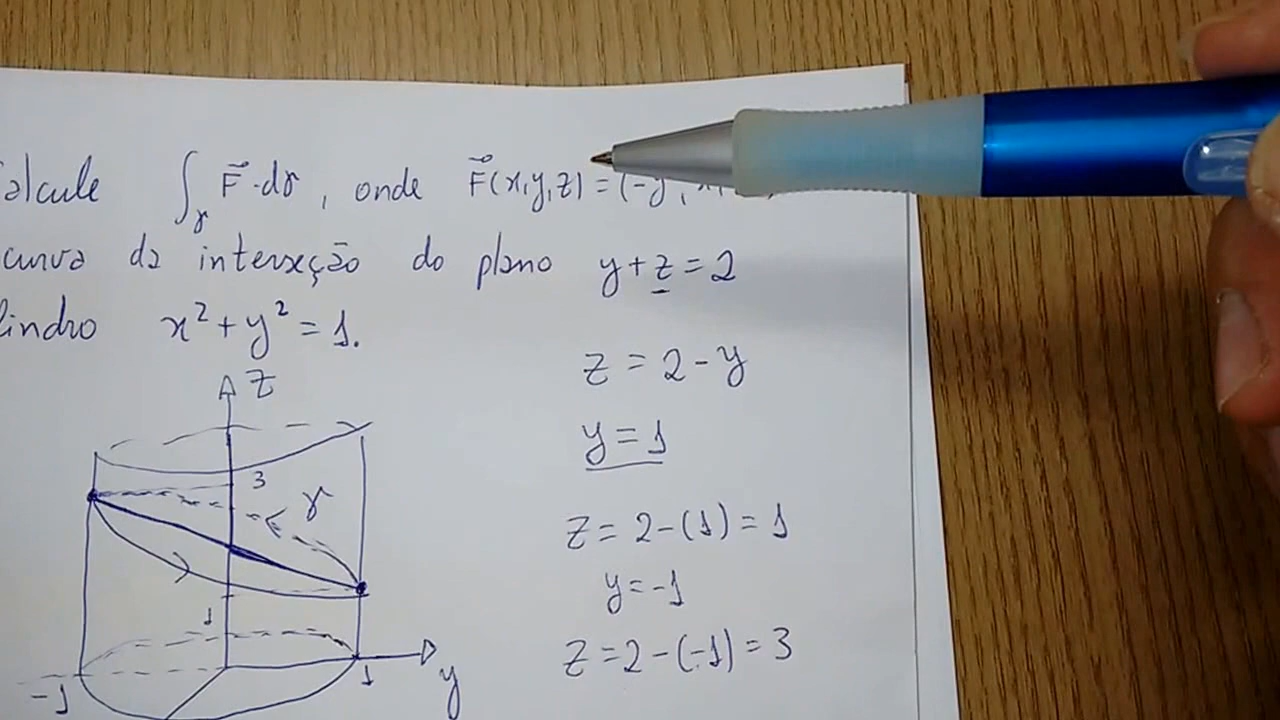 alcule ∫_γ F⃗·dr, onde F⃗(x,y,z)=(-y
curva da interseção do plano y+z=2
lindro x²+y²=1.
z=2-y
y=1
z=2-(1)=1
y=-1
z=2-(-1)=3
z
3
γ
1
-1
1
y